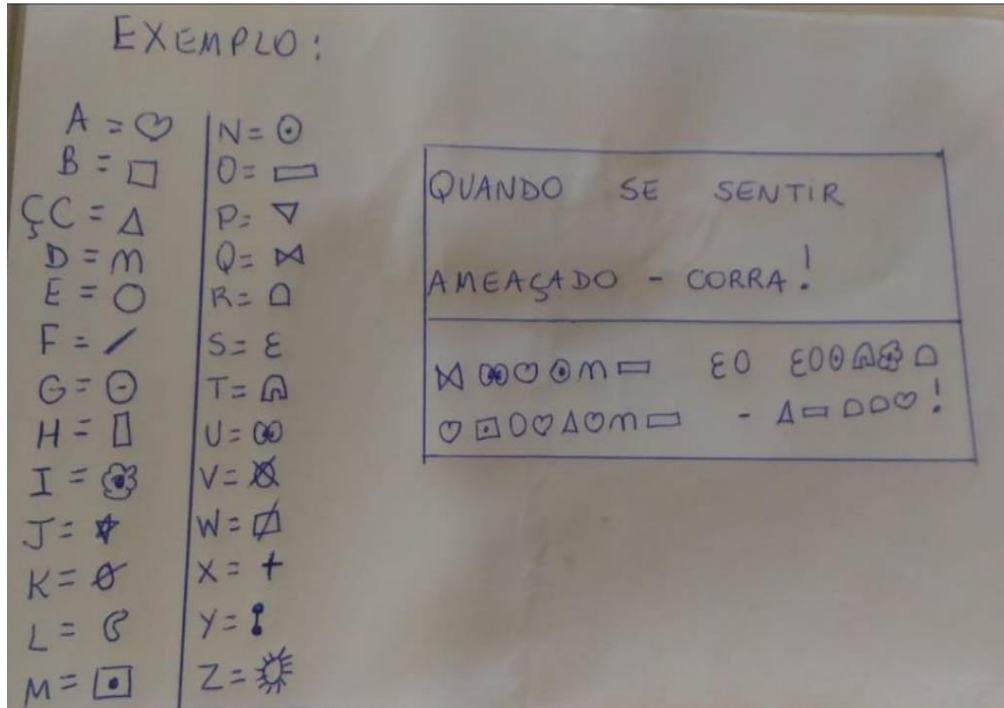 EXEMPLO:
A = ♡
B = □
ÇC = △
D = m
E = ○
F = /
G = ⊖
H = ▯
I = 
J = ☆
K = 
L = 
M = ⊡
N = ⊙
O = ▭
P = ▽
Q = ⋈
R = 
S = ε
T = 
U = 
V = 
W = 
X = +
Y = 
Z = 
QUANDO SE SENTIR
AMEAÇADO - CORRA!